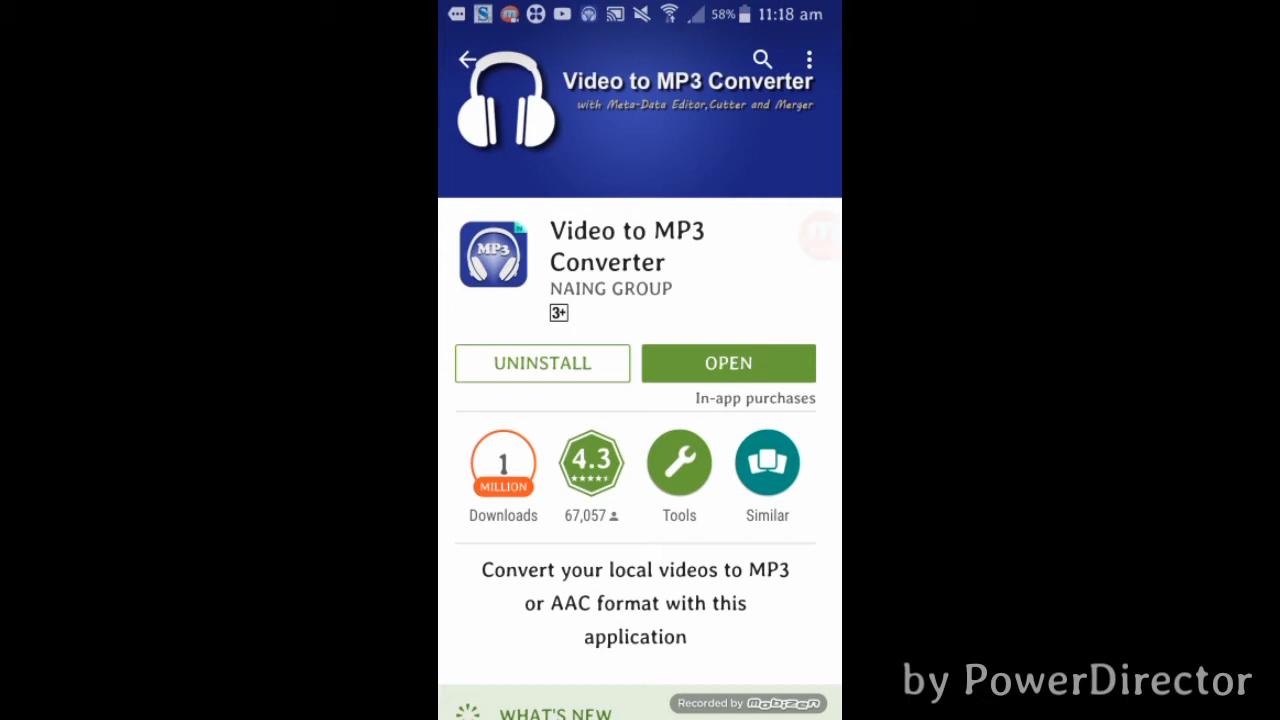 58% 11:18 am
Video to MP3 Converter
with Meta-Data Editor,Cutter and Merger
MP3
Video to MP3
Converter
NAING GROUP
3+
UNINSTALL
OPEN
In-app purchases
1
MILLION
4.3
Downloads
67,057
Tools
Similar
Convert your local videos to MP3
or AAC format with this
application
WHAT'S NEW
Recorded by mobizen
by PowerDirector